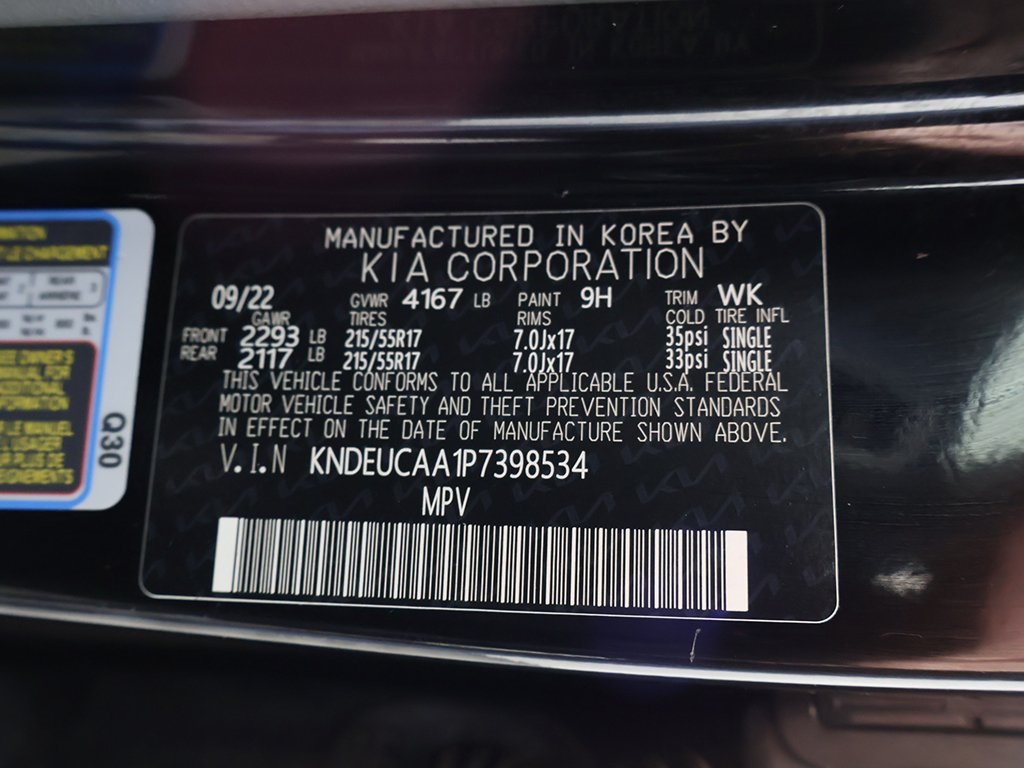 MANUFACTURED IN KOREA BY
KIA CORPORATION
09/22 GVWR 4167 LB PAINT 9H TRIM WK
GAWR TIRES RIMS COLD TIRE INFL
FRONT 2293 LB 215/55R17 7.0Jx17 35psi SINGLE
REAR 2117 LB 215/55R17 7.0Jx17 33psi SINGLE
THIS VEHICLE CONFORMS TO ALL APPLICABLE U.S.A. FEDERAL
MOTOR VEHICLE SAFETY AND THEFT PREVENTION STANDARDS
IN EFFECT ON THE DATE OF MANUFACTURE SHOWN ABOVE.
V.I.N KNDEUCAA1P7398534
MPV
Q30